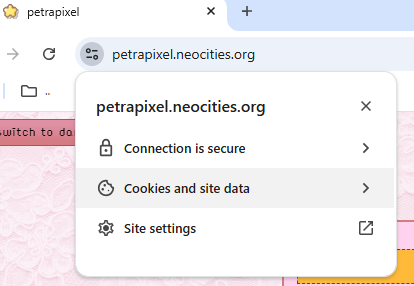 petrapixel
petrapixel.neocities.org
..
switch to da
petrapixel.neocities.org
Connection is secure
Cookies and site data
Site settings